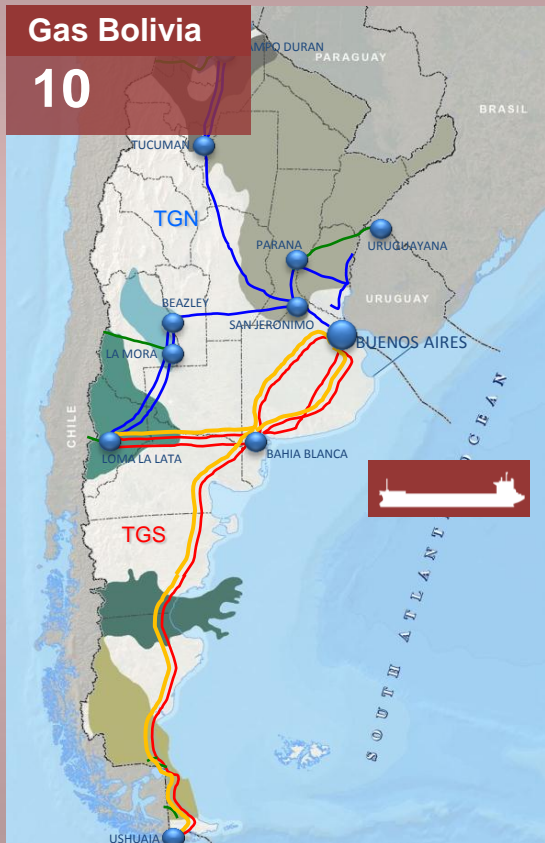 Gas Bolivia
10
AMPO DURAN
PARAGUAY
BRASIL
TUCUMAN
TGN
PARANA
URUGUAYANA
BEAZLEY
URUGUAY
SAN JERONIMO
BUENOS AIRES
LA MORA
CHILE
LOMA LA LATA
BAHIA BLANCA
TGS
SOUTH ATLANT
OCEAN
USHUAIA